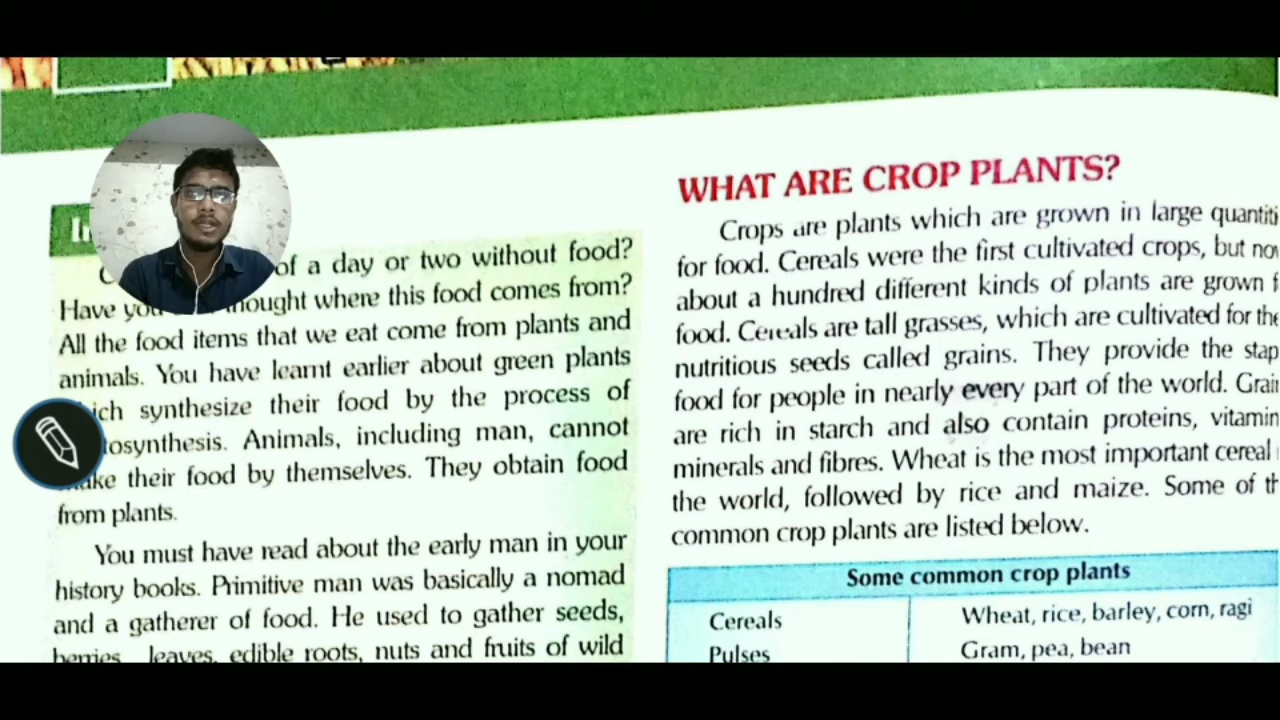 of a day or two without food?
Have you thought where this food comes from?
All the food items that we eat come from plants and
animals. You have learnt earlier about green plants
synthesize their food by the process of
Animals, including man, cannot
their food by themselves. They obtain food
from plants.
You must have read about the early man in your
history books. Primitive man was basically a nomad
and a gatherer of food. He used to gather seeds,
berries, leaves, edible roots, nuts and fruits of wild
WHAT ARE CROP PLANTS?
Crops are plants which are grown in large
for food. Cereals were the first cultivated crops, but
about a hundred different kinds of plants are grown
food. Cereals are tall grasses, which are cultivated for
nutritious seeds called grains. They provide the
food for people in nearly every part of the world.
are rich in starch and also contain proteins,
minerals and fibres. Wheat is the most important cereal
the world, followed by rice and maize. Some of
common crop plants are listed below.
Some common crop plants
Cereals Wheat, rice, barley, corn, ragi
Pulses Gram, pea, bean